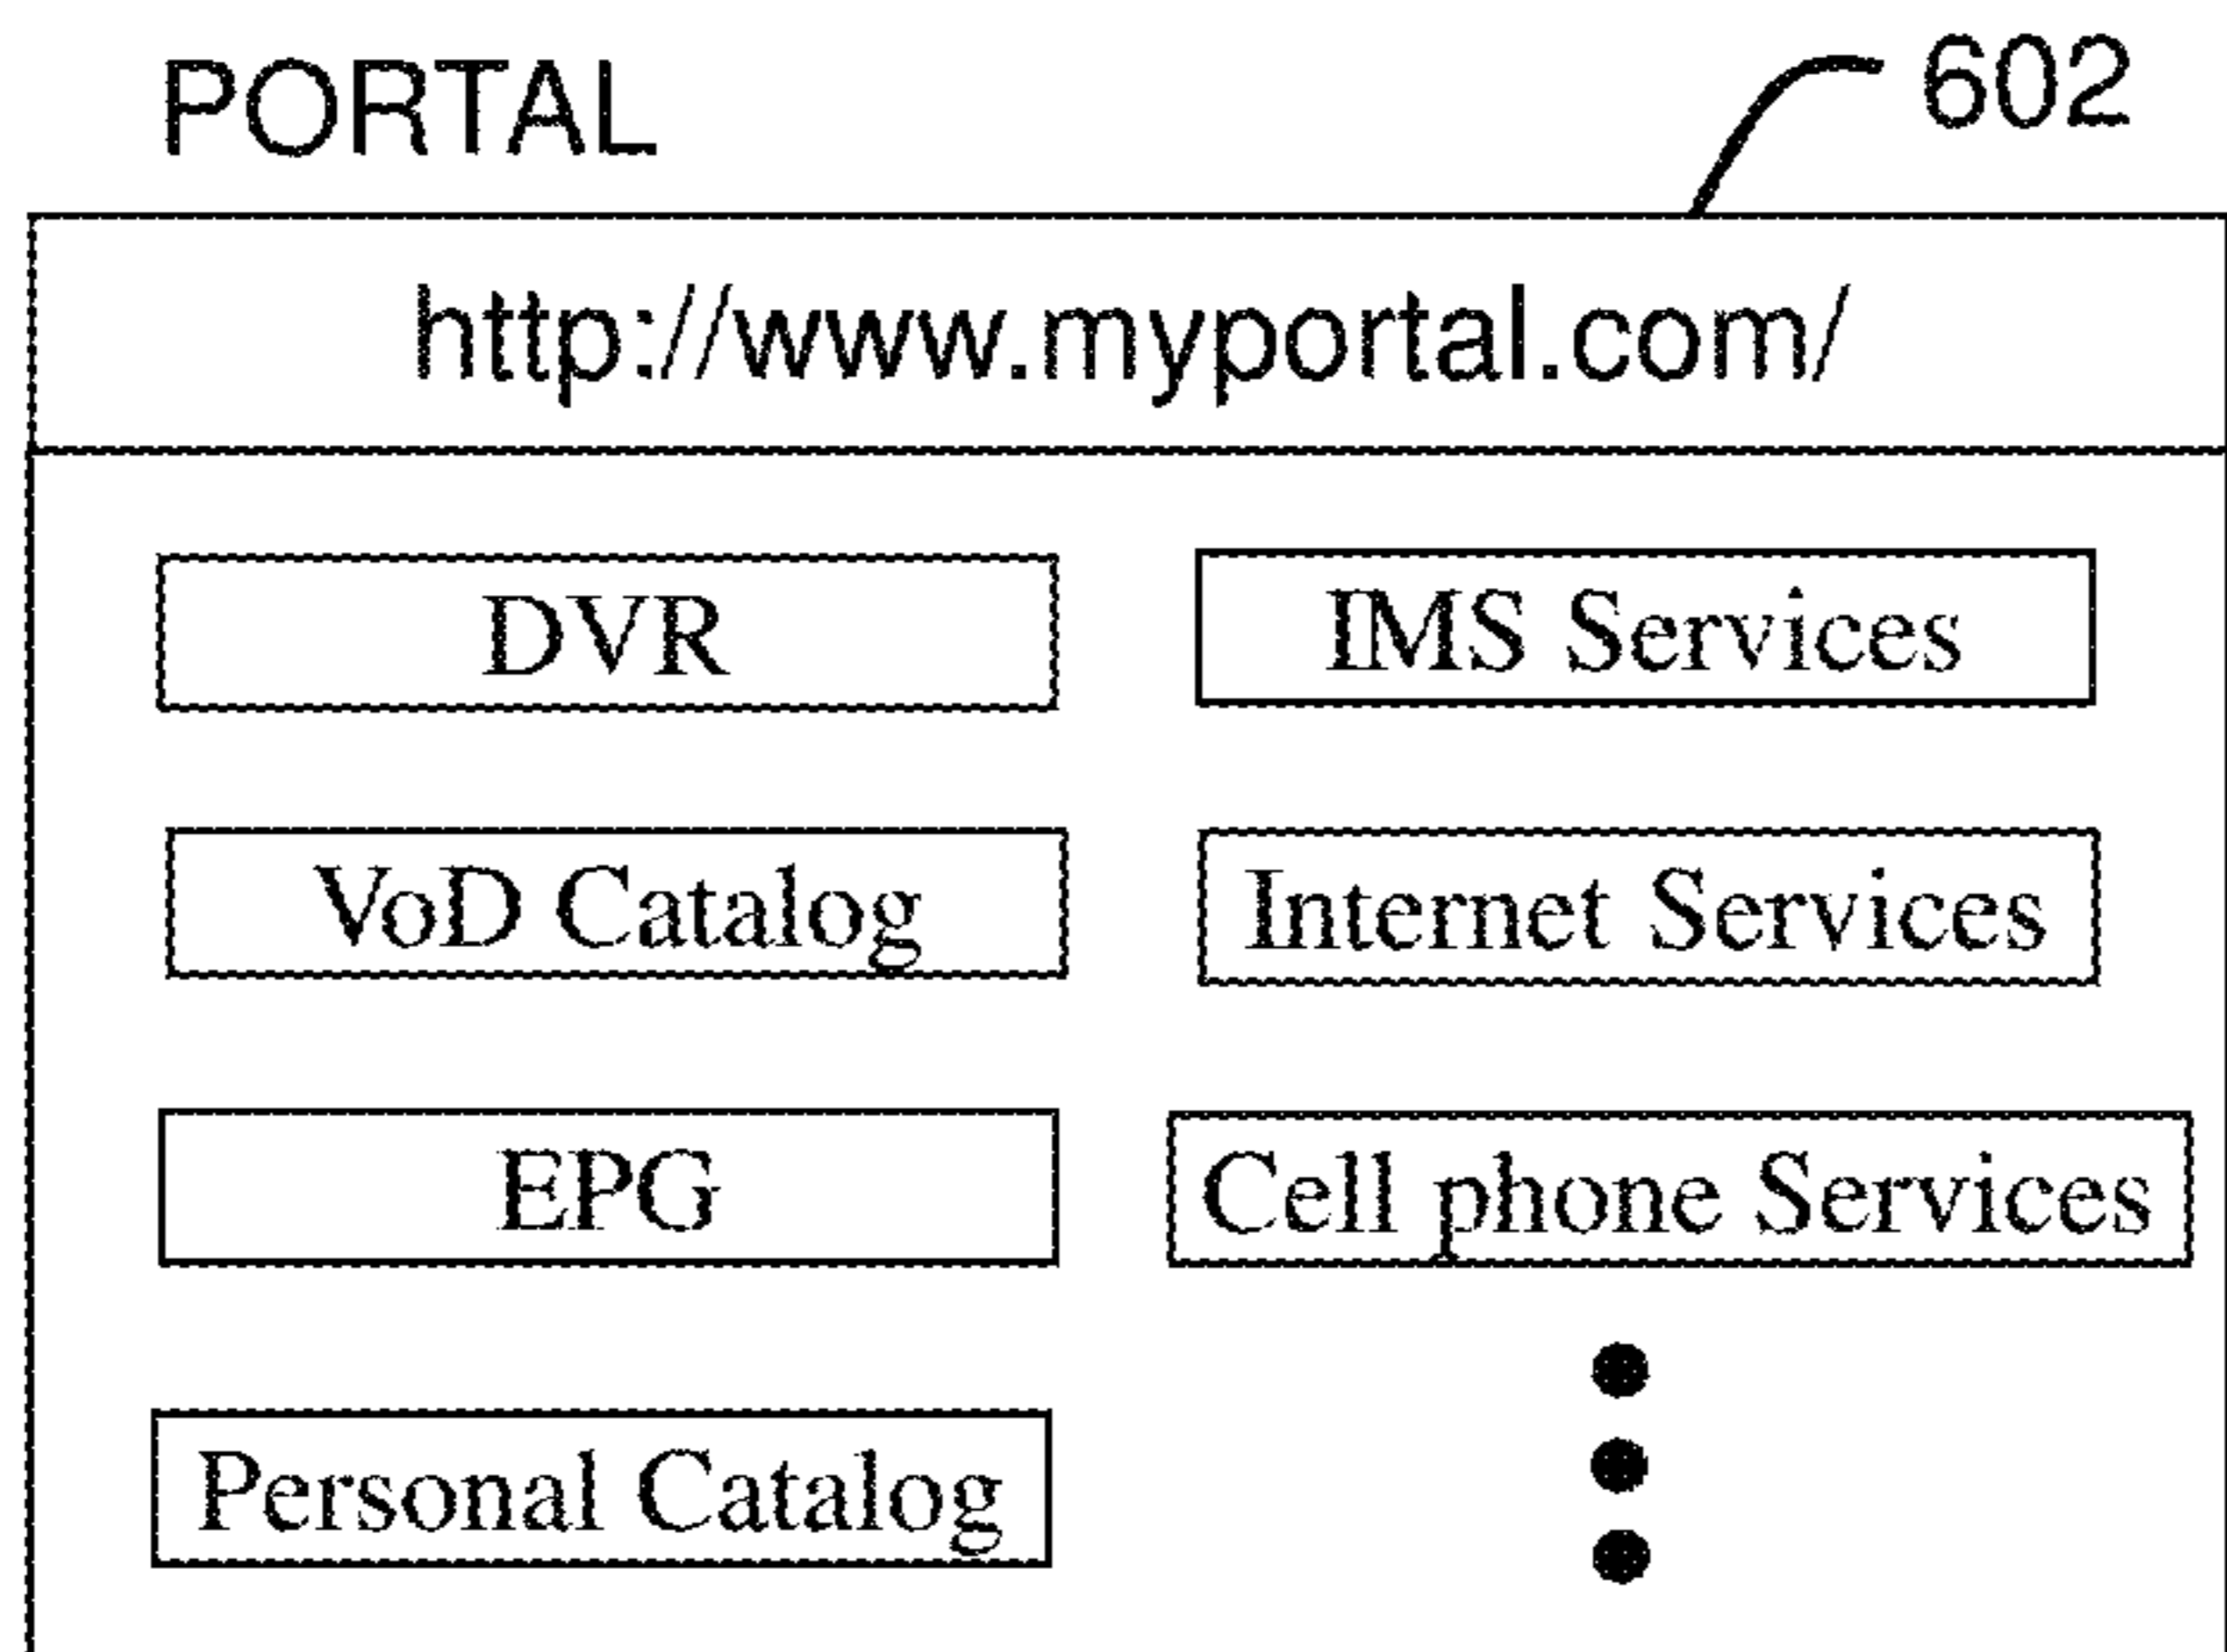 PORTAL
602
http://www.myportal.com/
DVR
IMS Services
VoD Catalog
Internet Services
EPG
Cell phone Services
Personal Catalog